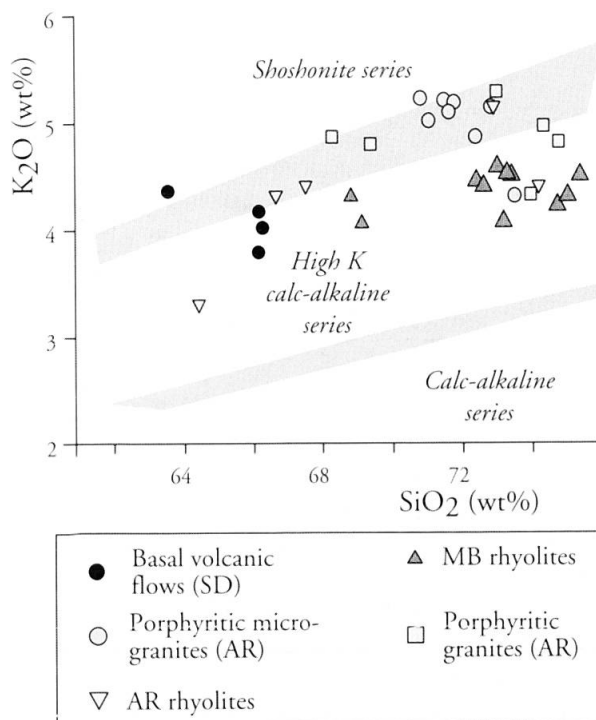 6
Shoshonite series
5
K2O (wt%)
4
High K
calc-alkaline
series
3
Calc-alkaline
series
2
64
68
72
SiO2 (wt%)
Basal volcanic
flows (SD)
MB rhyolites
Porphyritic micro-
granites (AR)
Porphyritic
granites (AR)
AR rhyolites